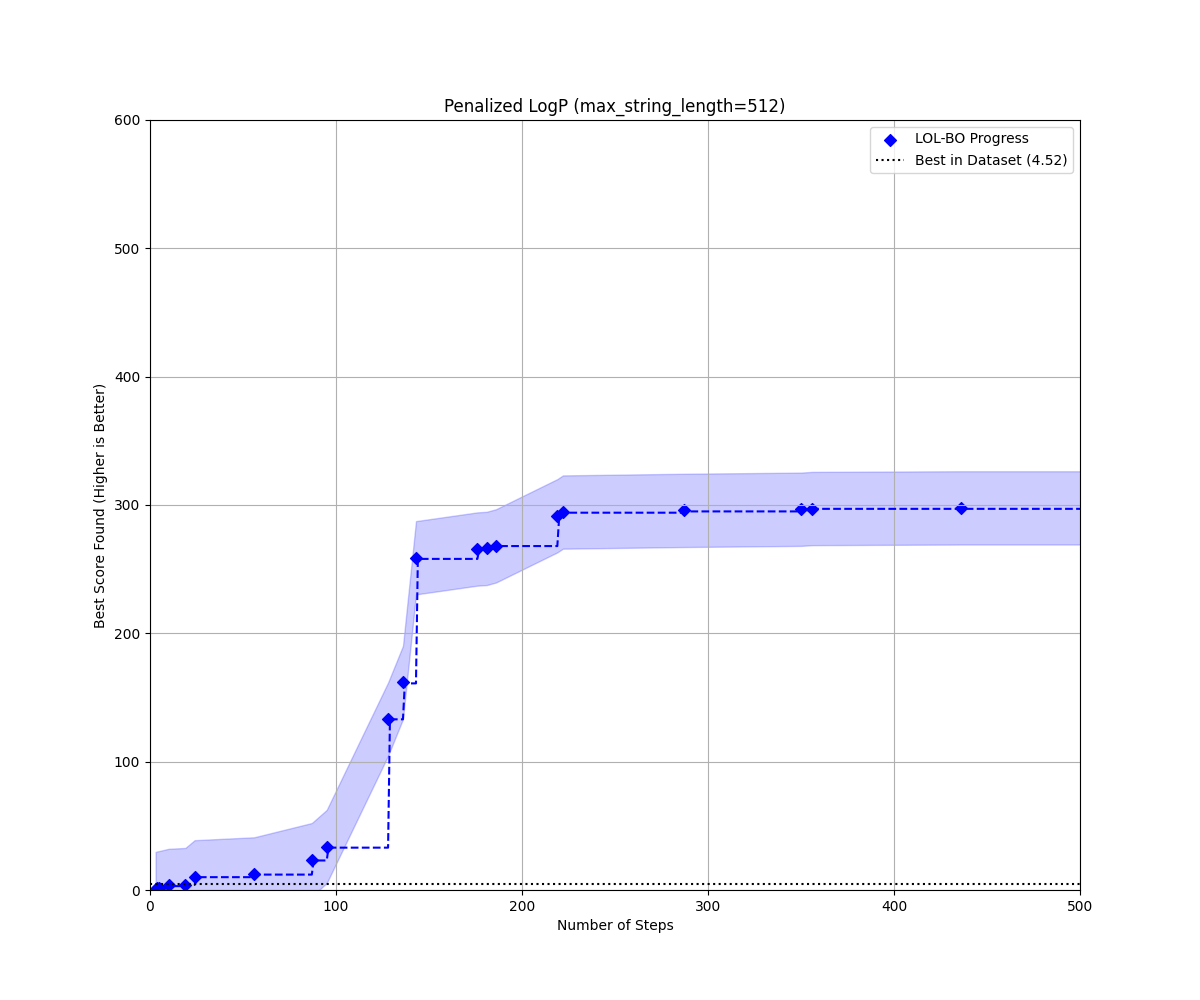 Penalized LogP (max_string_length=512)
LOL-BO Progress
Best in Dataset (4.52)
Best Score Found (Higher is Better)
600
500
400
300
200
100
0
0 100 200 300 400 500
Number of Steps